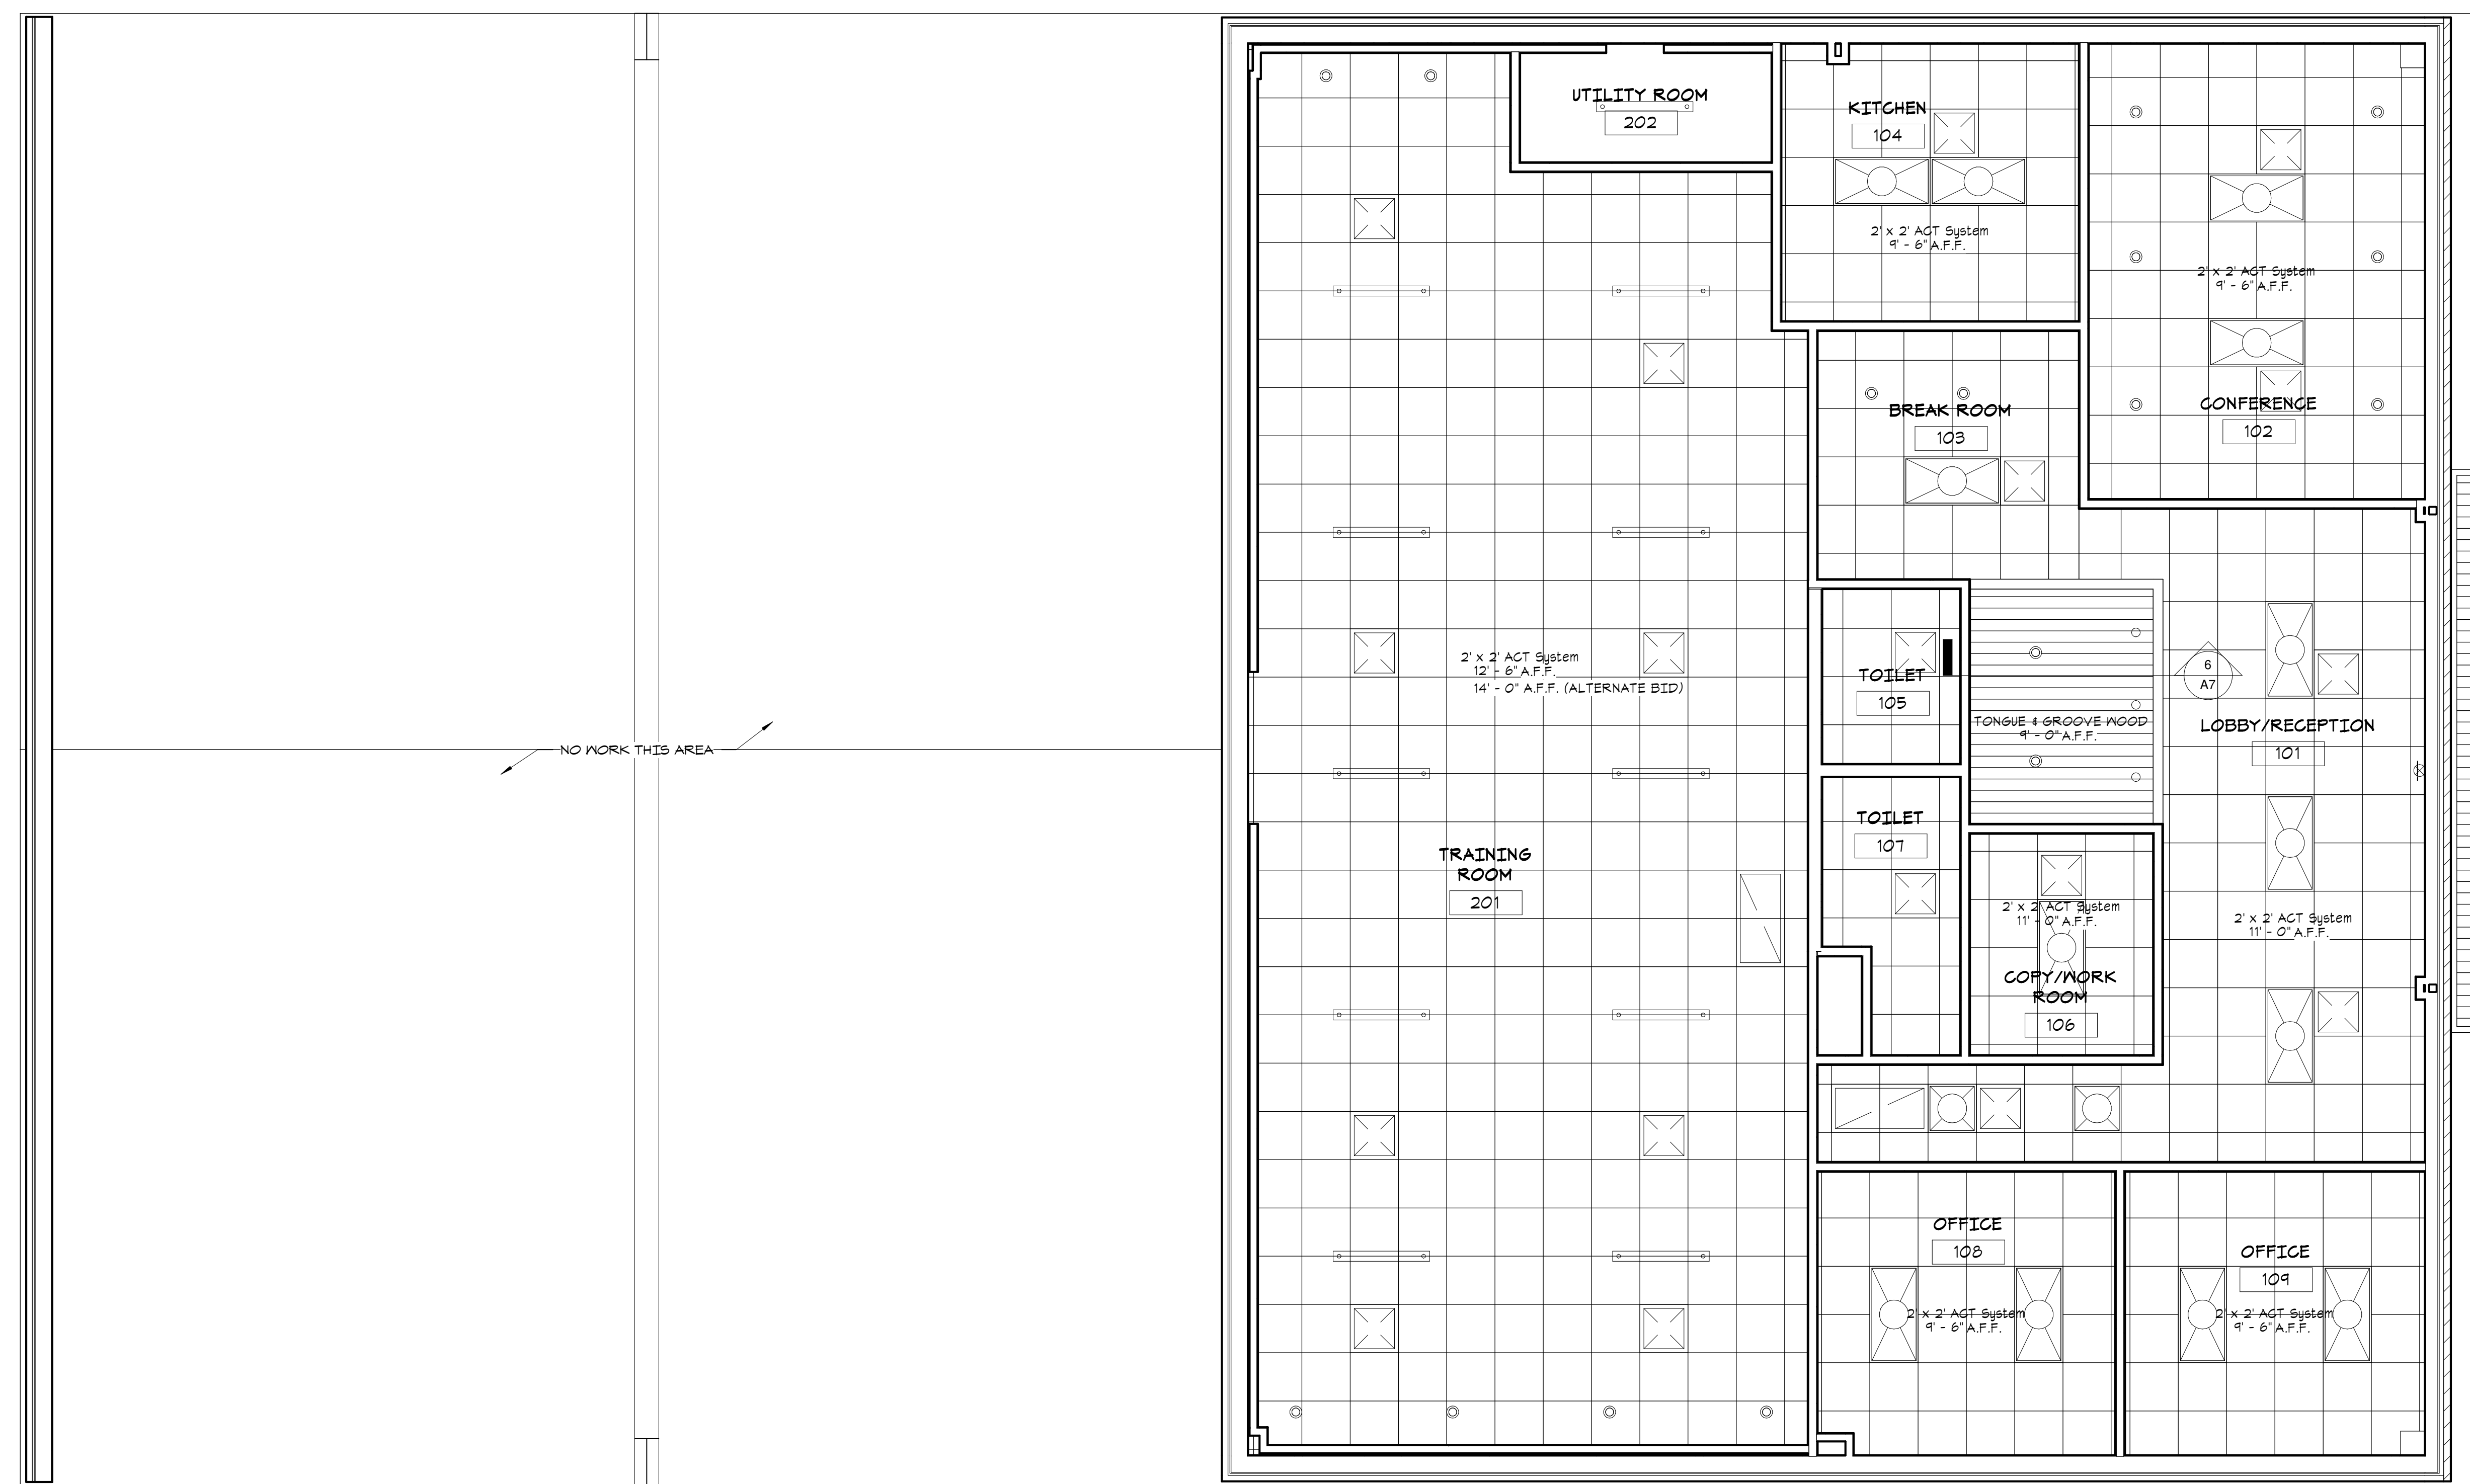 UTILITY ROOM
202
KITCHEN
104
2' x 2' ACT System
9' - 6" A.F.F.
2' x 2' ACT System
9' - 6" A.F.F.
CONFERENCE
102
BREAK ROOM
103
2' x 2' ACT System
12' - 6" A.F.F.
14' - 0" A.F.F. (ALTERNATE BID)
TOILET
105
6
A7
TONGUE & GROOVE WOOD
9' - 0" A.F.F.
LOBBY/RECEPTION
101
NO WORK THIS AREA
TOILET
107
TRAINING
ROOM
201
2' x 2' ACT System
11' - 0" A.F.F.
COPY/WORK
ROOM
106
2' x 2' ACT System
11' - 0" A.F.F.
OFFICE
108
2' x 2' ACT System
9' - 6" A.F.F.
OFFICE
109
2' x 2' ACT System
9' - 6" A.F.F.